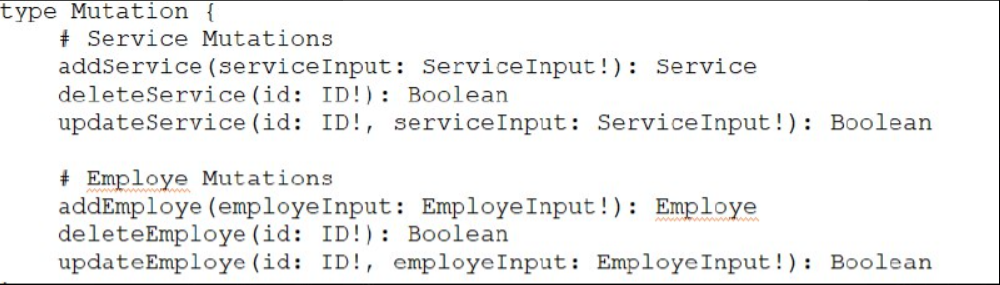 type Mutation {
# Service Mutations
addService(serviceInput: ServiceInput!): Service
deleteService(id: ID!): Boolean
updateService(id: ID!, serviceInput: ServiceInput!): Boolean
# Employe Mutations
addEmploye(employeInput: EmployeInput!): Employe
deleteEmploye(id: ID!): Boolean
updateEmploye(id: ID!, employeInput: EmployeInput!): Boolean